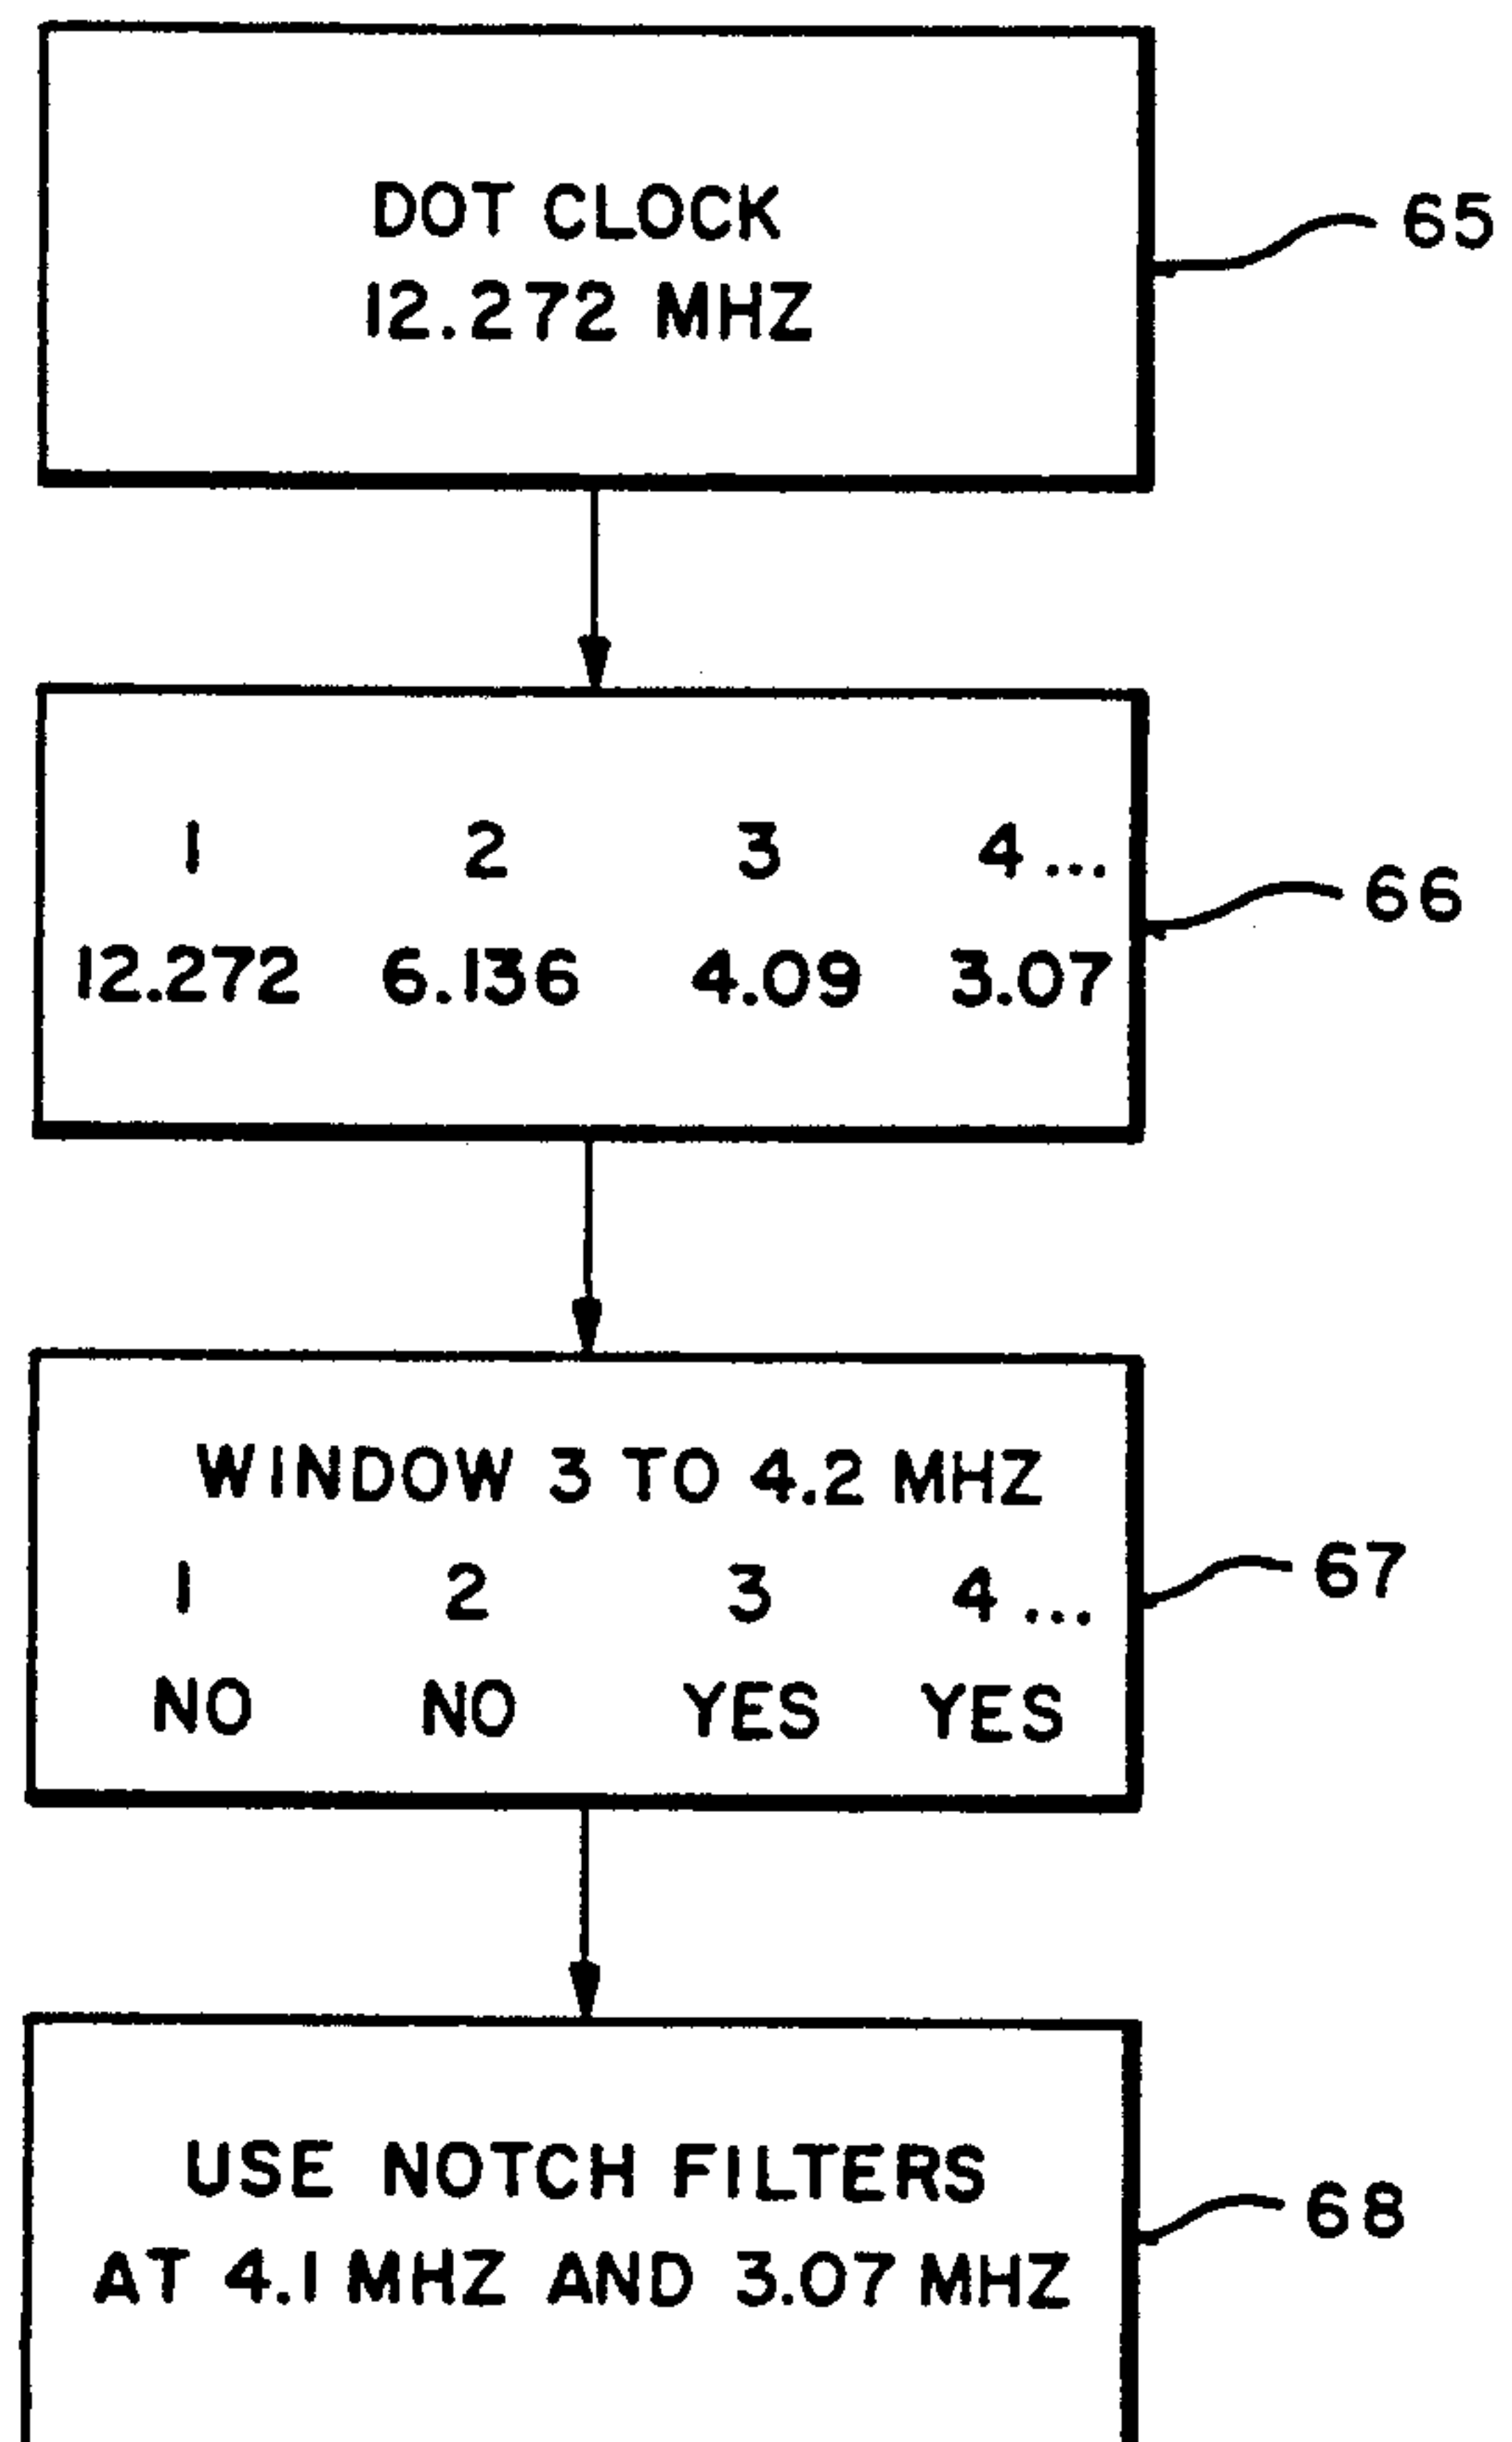 DOT CLOCK
12.272 MHZ
65
1 2 3 4...
12.272 6.136 4.09 3.07
66
WINDOW 3 TO 4.2 MHZ
1 2 3 4...
NO NO YES YES
67
USE NOTCH FILTERS
AT 4.1 MHZ AND 3.07 MHZ
68